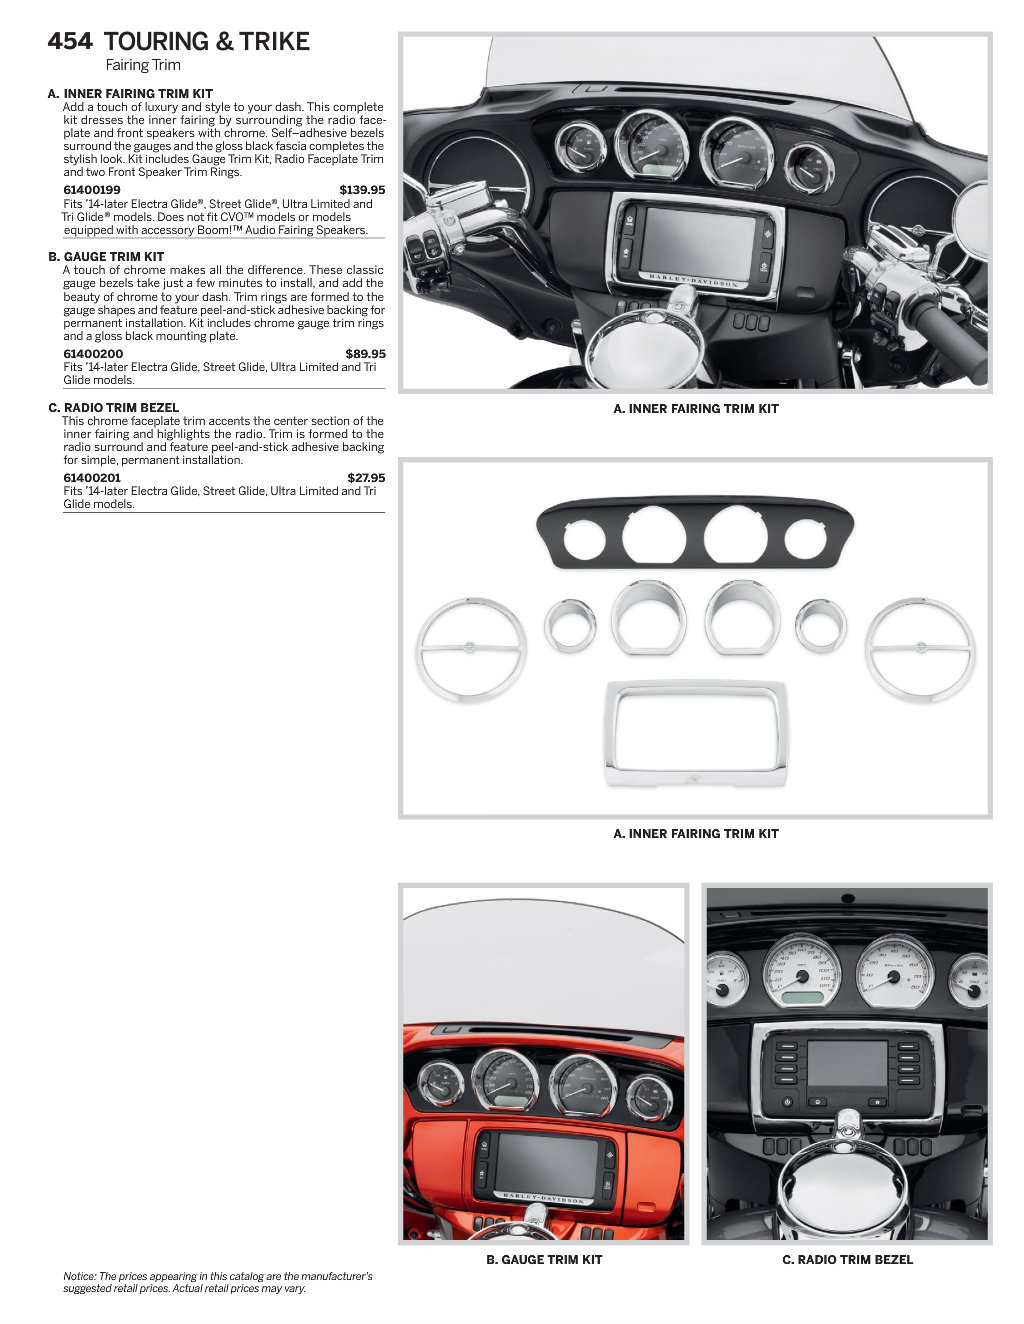 454 TOURING & TRIKE
Fairing Trim
A. INNER FAIRING TRIM KIT
Add a touch of luxury and style to your dash. This complete
kit dresses the inner fairing by surrounding the radio face-
plate and front speakers with chrome. Self–adhesive bezels
surround the gauges and the gloss black fascia completes the
stylish look. Kit includes Gauge Trim Kit, Radio Faceplate Trim
and two Front Speaker Trim Rings.
61400199 $139.95
Fits ’14-later Electra Glide®, Street Glide®, Ultra Limited and
Tri Glide® models. Does not fit CVO™ models or models
equipped with accessory Boom!™ Audio Fairing Speakers.
B. GAUGE TRIM KIT
A touch of chrome makes all the difference. These classic
gauge bezels take just a few minutes to install, and add the
beauty of chrome to your dash. Trim rings are formed to the
gauge shapes and feature peel-and-stick adhesive backing for
permanent installation. Kit includes chrome gauge trim rings
and a gloss black mounting plate.
61400200 $89.95
Fits ’14-later Electra Glide, Street Glide, Ultra Limited and Tri
Glide models.
C. RADIO TRIM BEZEL
This chrome faceplate trim accents the center section of the
inner fairing and highlights the radio. Trim is formed to the
radio surround and feature peel-and-stick adhesive backing
for simple, permanent installation.
61400201 $27.95
Fits ’14-later Electra Glide, Street Glide, Ultra Limited and Tri
Glide models.
HARLEY-DAVIDSON
A. INNER FAIRING TRIM KIT
A. INNER FAIRING TRIM KIT
HARLEY-DAVIDSON
B. GAUGE TRIM KIT
C. RADIO TRIM BEZEL
Notice: The prices appearing in this catalog are the manufacturer’s
suggested retail prices. Actual retail prices may vary.